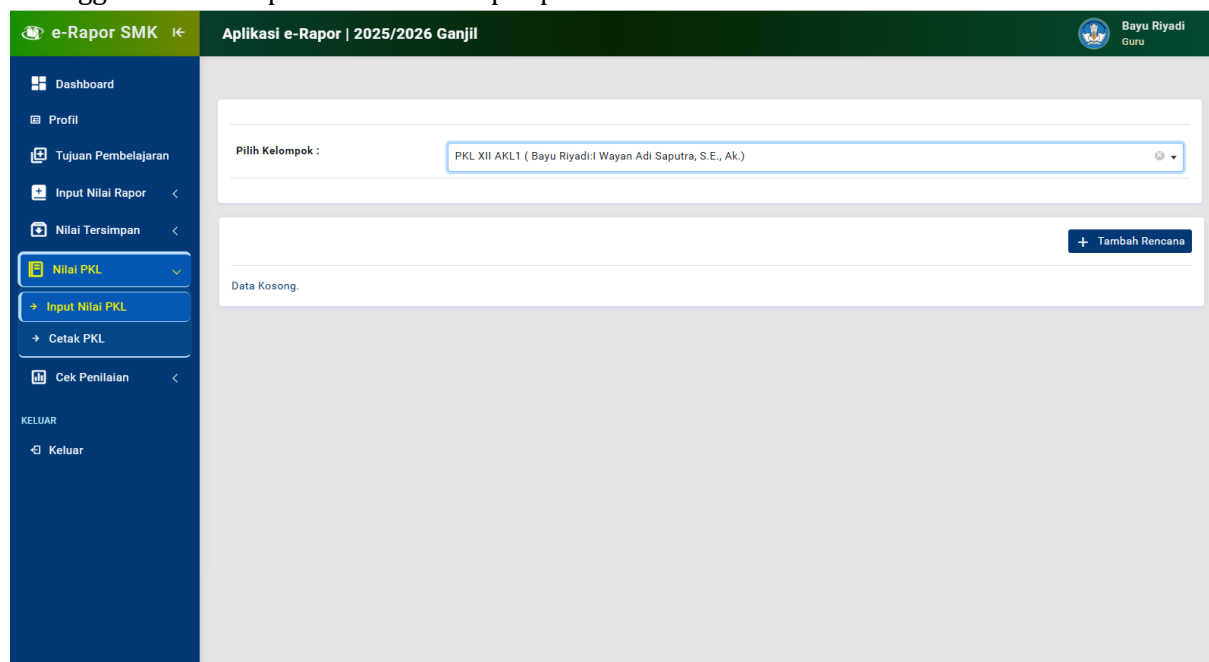 e-Rapor SMK
Aplikasi e-Rapor | 2025/2026 Ganjil
Bayu Riyadi
Guru
Dashboard
Profil
Tujuan Pembelajaran
Input Nilai Rapor
Nilai Tersimpan
Nilai PKL
Input Nilai PKL
Cetak PKL
Cek Penilaian
KELUAR
Keluar
Pilih Kelompok :
PKL XII AKL1 ( Bayu Riyadi:I Wayan Adi Saputra, S.E., Ak.)
+ Tambah Rencana
Data Kosong.